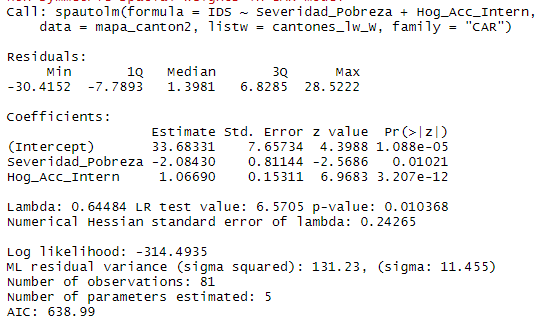 Call: spautolm(formula = IDS ~ Severidad_Pobreza + Hog_Acc_Intern,
data = mapa_canton2, listw = cantones_lw_W, family = "CAR")
Residuals:
Min 1Q Median 3Q Max
-30.4152 -7.7893 1.3981 6.8285 28.5222
Coefficients:
Estimate Std. Error z value Pr(>|z|)
(Intercept) 33.68331 7.65734 4.3988 1.088e-05
Severidad_Pobreza -2.08430 0.81144 -2.5686 0.01021
Hog_Acc_Intern 1.06690 0.15311 6.9683 3.207e-12
Lambda: 0.64484 LR test value: 6.5705 p-value: 0.010368
Numerical Hessian standard error of lambda: 0.24265
Log likelihood: -314.4935
ML residual variance (sigma squared): 131.23, (sigma: 11.455)
Number of observations: 81
Number of parameters estimated: 5
AIC: 638.99